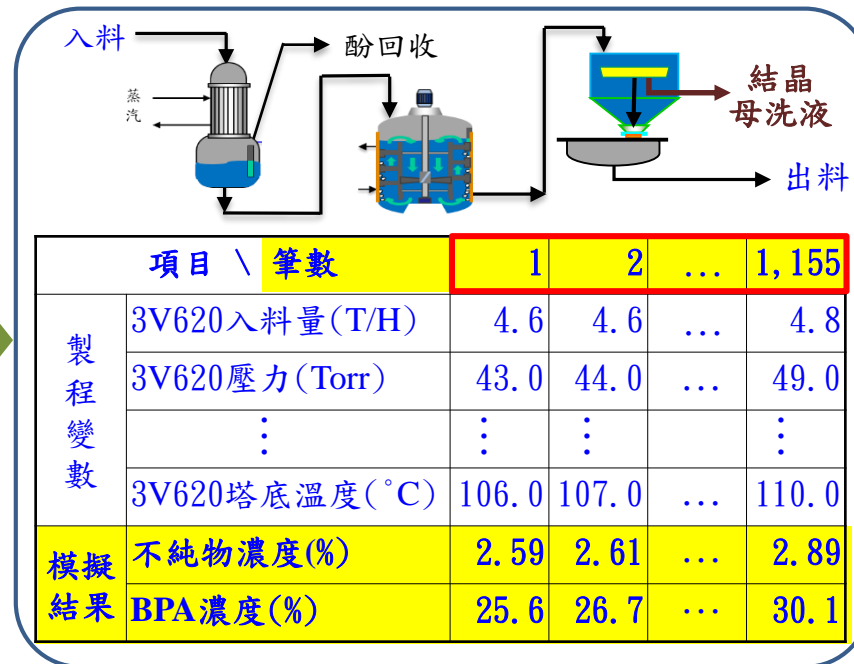 入料
酚回收
蒸
汽
結晶
母洗液
出料
項目 \ 筆數 1 2 ... 1,155
製程變數
3V620入料量(T/H) 4.6 4.6 ... 4.8
3V620壓力(Torr) 43.0 44.0 ... 49.0
⋮ ⋮ ⋮ ⋮
3V620塔底溫度(°C) 106.0 107.0 ... 110.0
模擬結果
不純物濃度(%) 2.59 2.61 ... 2.89
BPA濃度(%) 25.6 26.7 ... 30.1